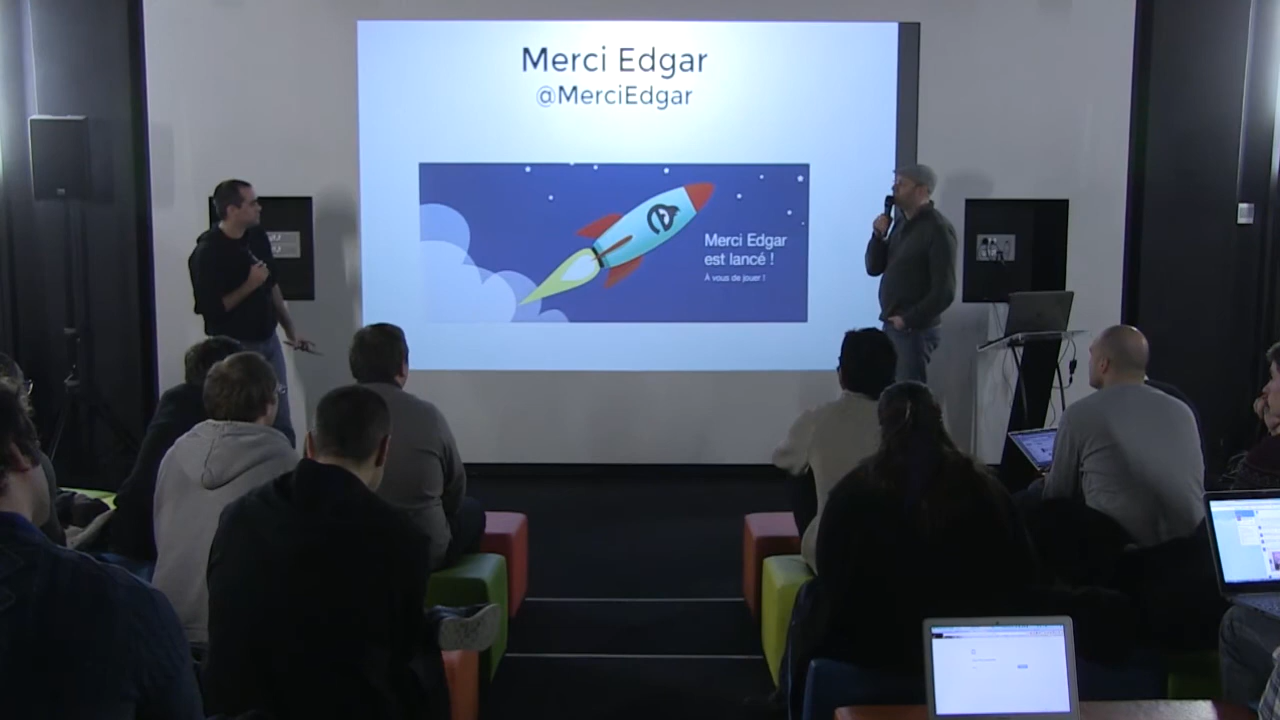 Merci Edgar
@MerciEdgar
Merci Edgar
est lancé !
À vous de jouer !